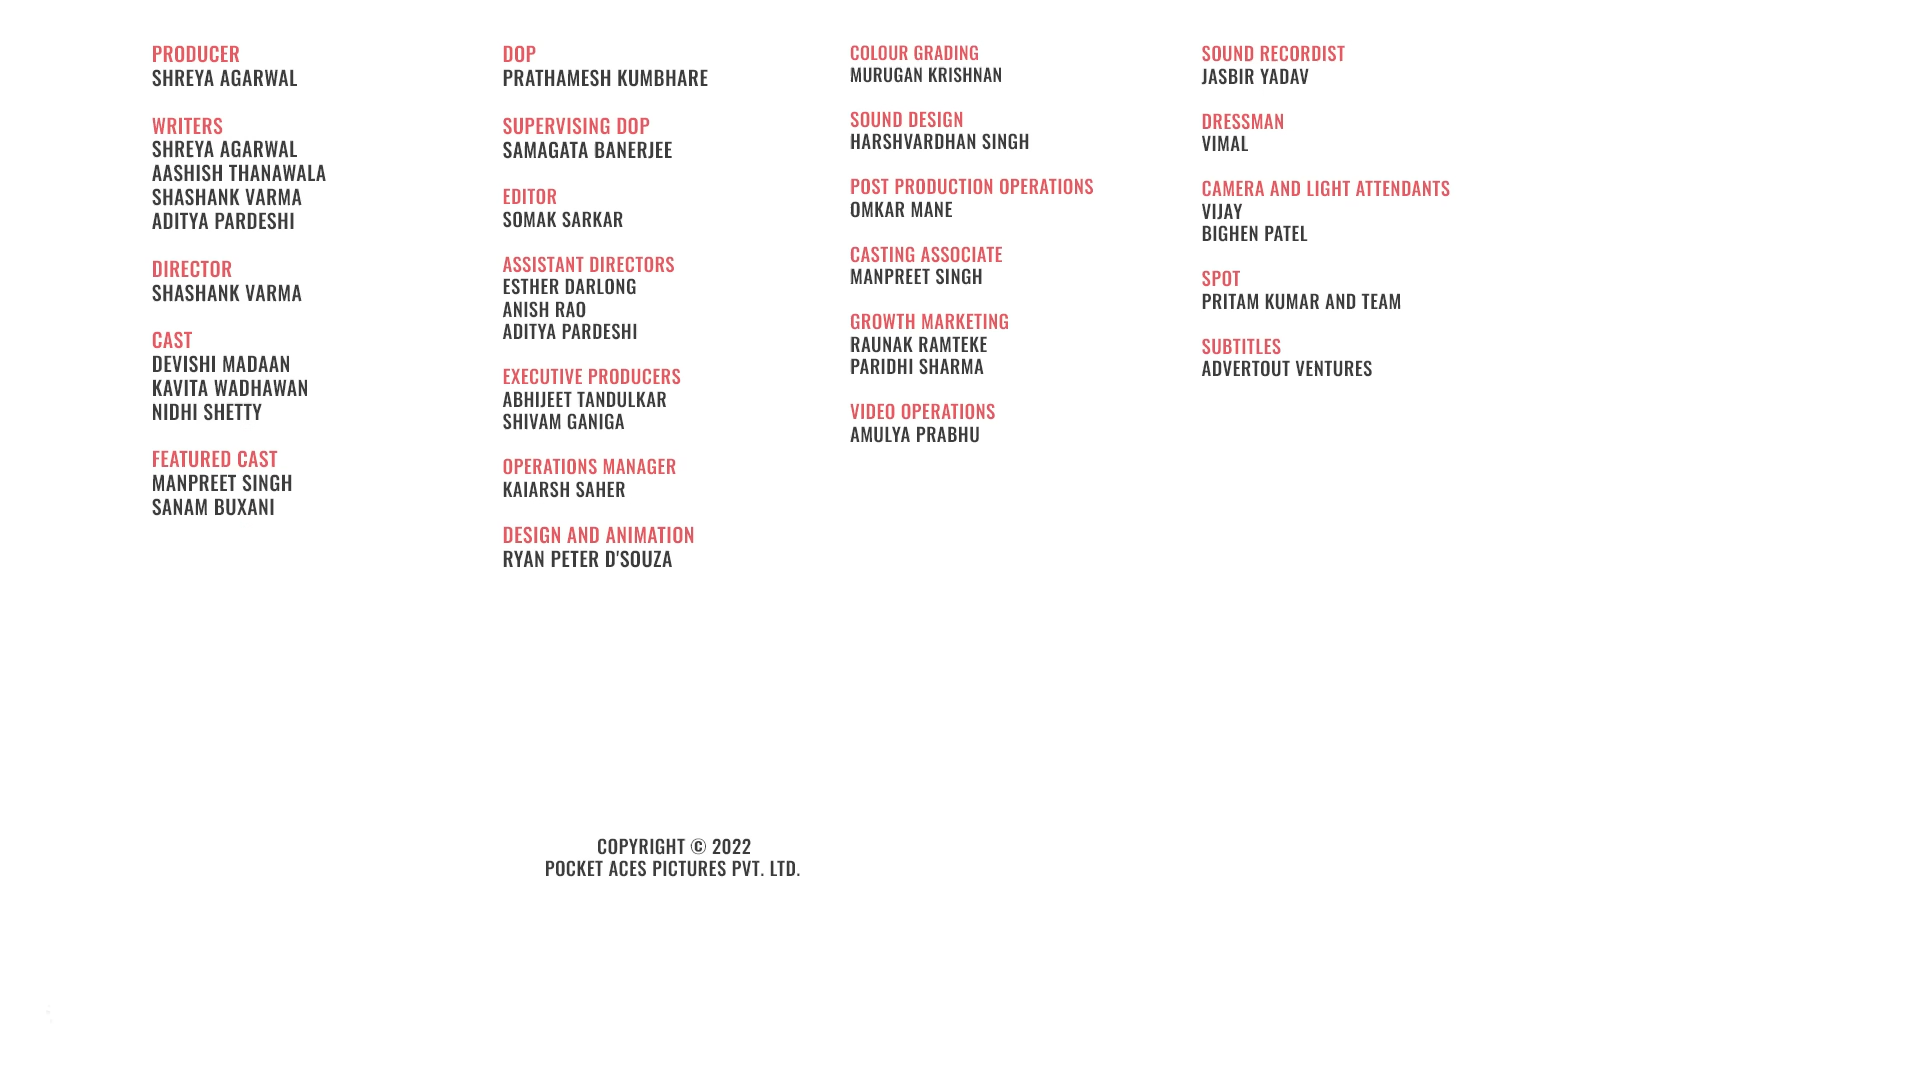 PRODUCER
SHREYA AGARWAL
WRITERS
SHREYA AGARWAL
AASHISH THANAWALA
SHASHANK VARMA
ADITYA PARDESHI
DIRECTOR
SHASHANK VARMA
CAST
DEVISHI MADAAN
KAVITA WADHAWAN
NIDHI SHETTY
FEATURED CAST
MANPREET SINGH
SANAM BUXANI
DOP
PRATHAMESH KUMBHARE
SUPERVISING DOP
SAMAGATA BANERJEE
EDITOR
SOMAK SARKAR
ASSISTANT DIRECTORS
ESTHER DARLONG
ANISH RAO
ADITYA PARDESHI
EXECUTIVE PRODUCERS
ABHIJEET TANDULKAR
SHIVAM GANIGA
OPERATIONS MANAGER
KAIARSH SAHER
DESIGN AND ANIMATION
RYAN PETER D'SOUZA
COLOUR GRADING
MURUGAN KRISHNAN
SOUND DESIGN
HARSHVARDHAN SINGH
POST PRODUCTION OPERATIONS
OMKAR MANE
CASTING ASSOCIATE
MANPREET SINGH
GROWTH MARKETING
RAUNAK RAMTEKE
PARIDHI SHARMA
VIDEO OPERATIONS
AMULYA PRABHU
SOUND RECORDIST
JASBIR YADAV
DRESSMAN
VIMAL
CAMERA AND LIGHT ATTENDANTS
VIJAY
BIGHEN PATEL
SPOT
PRITAM KUMAR AND TEAM
SUBTITLES
ADVERTOUT VENTURES
COPYRIGHT © 2022
POCKET ACES PICTURES PVT. LTD.